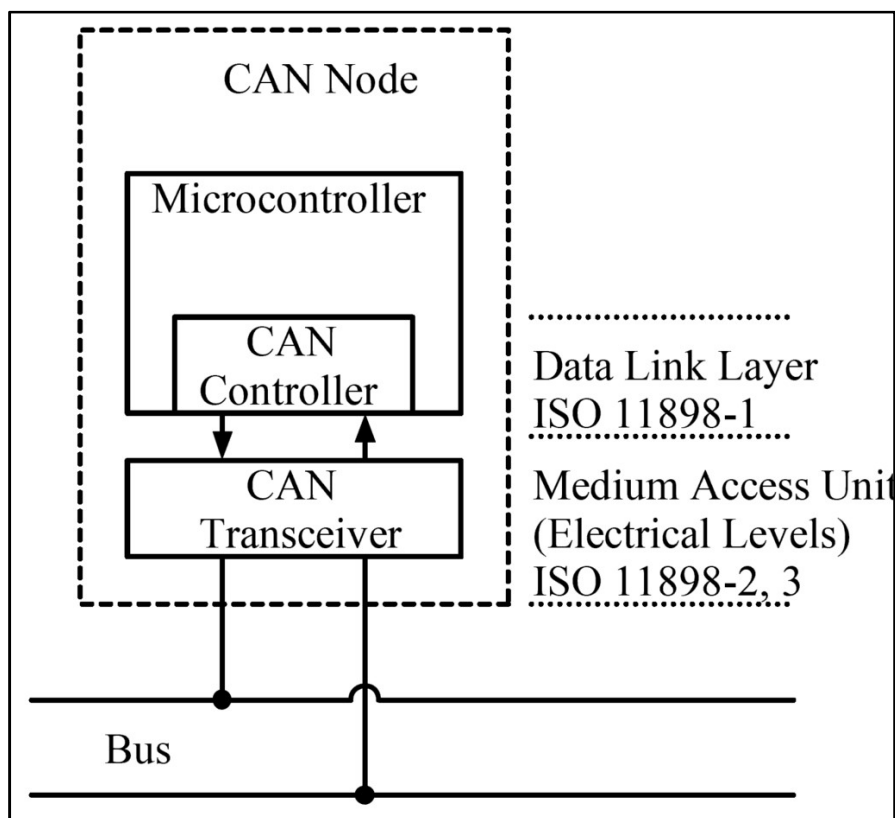 CAN Node
Microcontroller
CAN
Controller
Data Link Layer
ISO 11898-1
CAN
Transceiver
Medium Access Unit
(Electrical Levels)
ISO 11898-2, 3
Bus